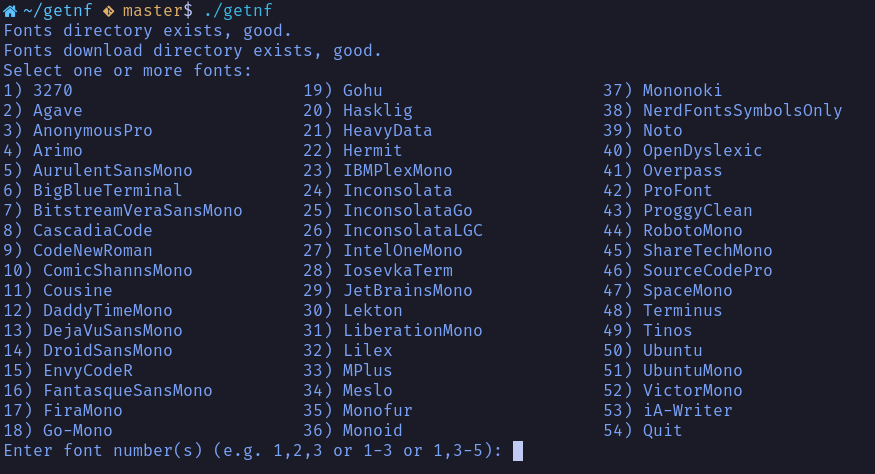 ~/getnf master$ ./getnf
Fonts directory exists, good.
Fonts download directory exists, good.
Select one or more fonts:
1) 3270 19) Gohu 37) Mononoki
2) Agave 20) Hasklig 38) NerdFontsSymbolsOnly
3) AnonymousPro 21) HeavyData 39) Noto
4) Arimo 22) Hermit 40) OpenDyslexic
5) AurulentSansMono 23) IBMPlexMono 41) Overpass
6) BigBlueTerminal 24) Inconsolata 42) ProFont
7) BitstreamVeraSansMono 25) InconsolataGo 43) ProggyClean
8) CascadiaCode 26) InconsolataLGC 44) RobotoMono
9) CodeNewRoman 27) IntelOneMono 45) ShareTechMono
10) ComicShannsMono 28) IosevkaTerm 46) SourceCodePro
11) Cousine 29) JetBrainsMono 47) SpaceMono
12) DaddyTimeMono 30) Lekton 48) Terminus
13) DejaVuSansMono 31) LiberationMono 49) Tinos
14) DroidSansMono 32) Lilex 50) Ubuntu
15) EnvyCodeR 33) MPlus 51) UbuntuMono
16) FantasqueSansMono 34) Meslo 52) VictorMono
17) FiraMono 35) Monofur 53) iA-Writer
18) Go-Mono 36) Monoid 54) Quit
Enter font number(s) (e.g. 1,2,3 or 1-3 or 1,3-5):